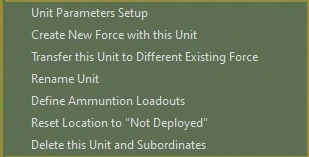 Unit Parameters Setup
Create New Force with this Unit
Transfer this Unit to Different Existing Force
Rename Unit
Define Ammuntion Loadouts
Reset Location to "Not Deployed"
Delete this Unit and Subordinates